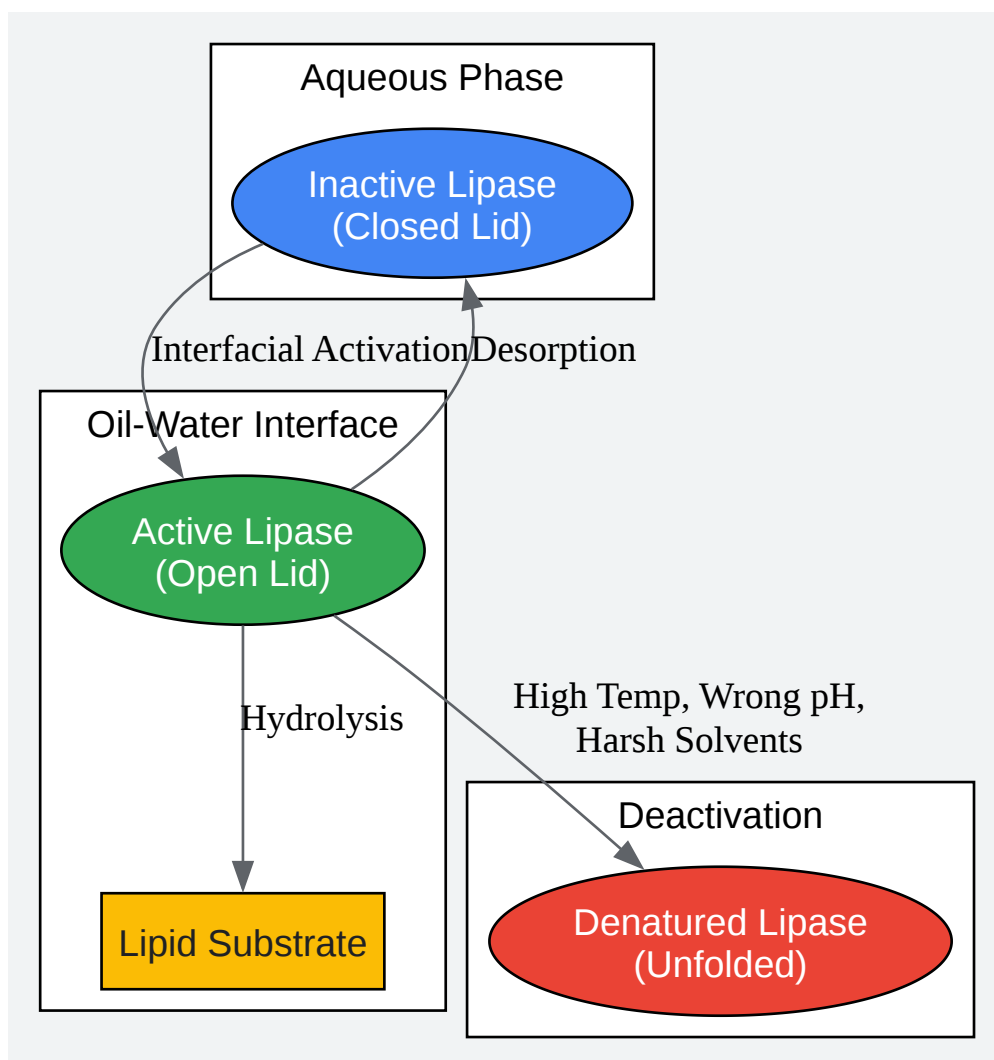 Aqueous Phase
Inactive Lipase
(Closed Lid)
Interfacial Activation
Desorption
Oil-Water Interface
Active Lipase
(Open Lid)
Hydrolysis
High Temp, Wrong pH,
Harsh Solvents
Deactivation
Lipid Substrate
Denatured Lipase
(Unfolded)